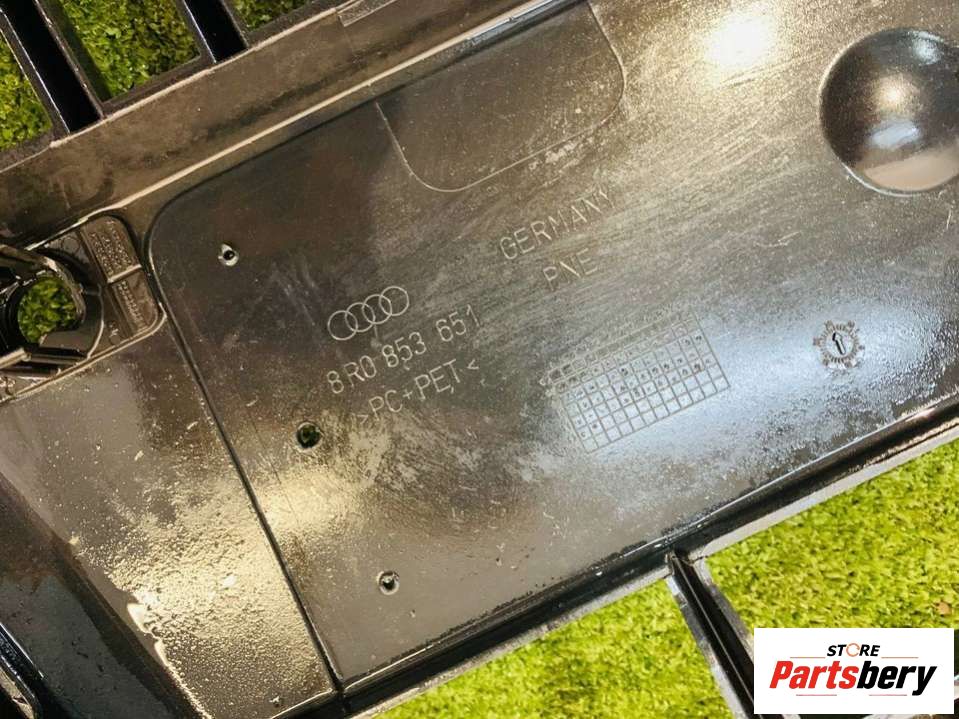 GERMANY
PNE
8R0 853 651
>PC+PET<
STORE
Partsbery